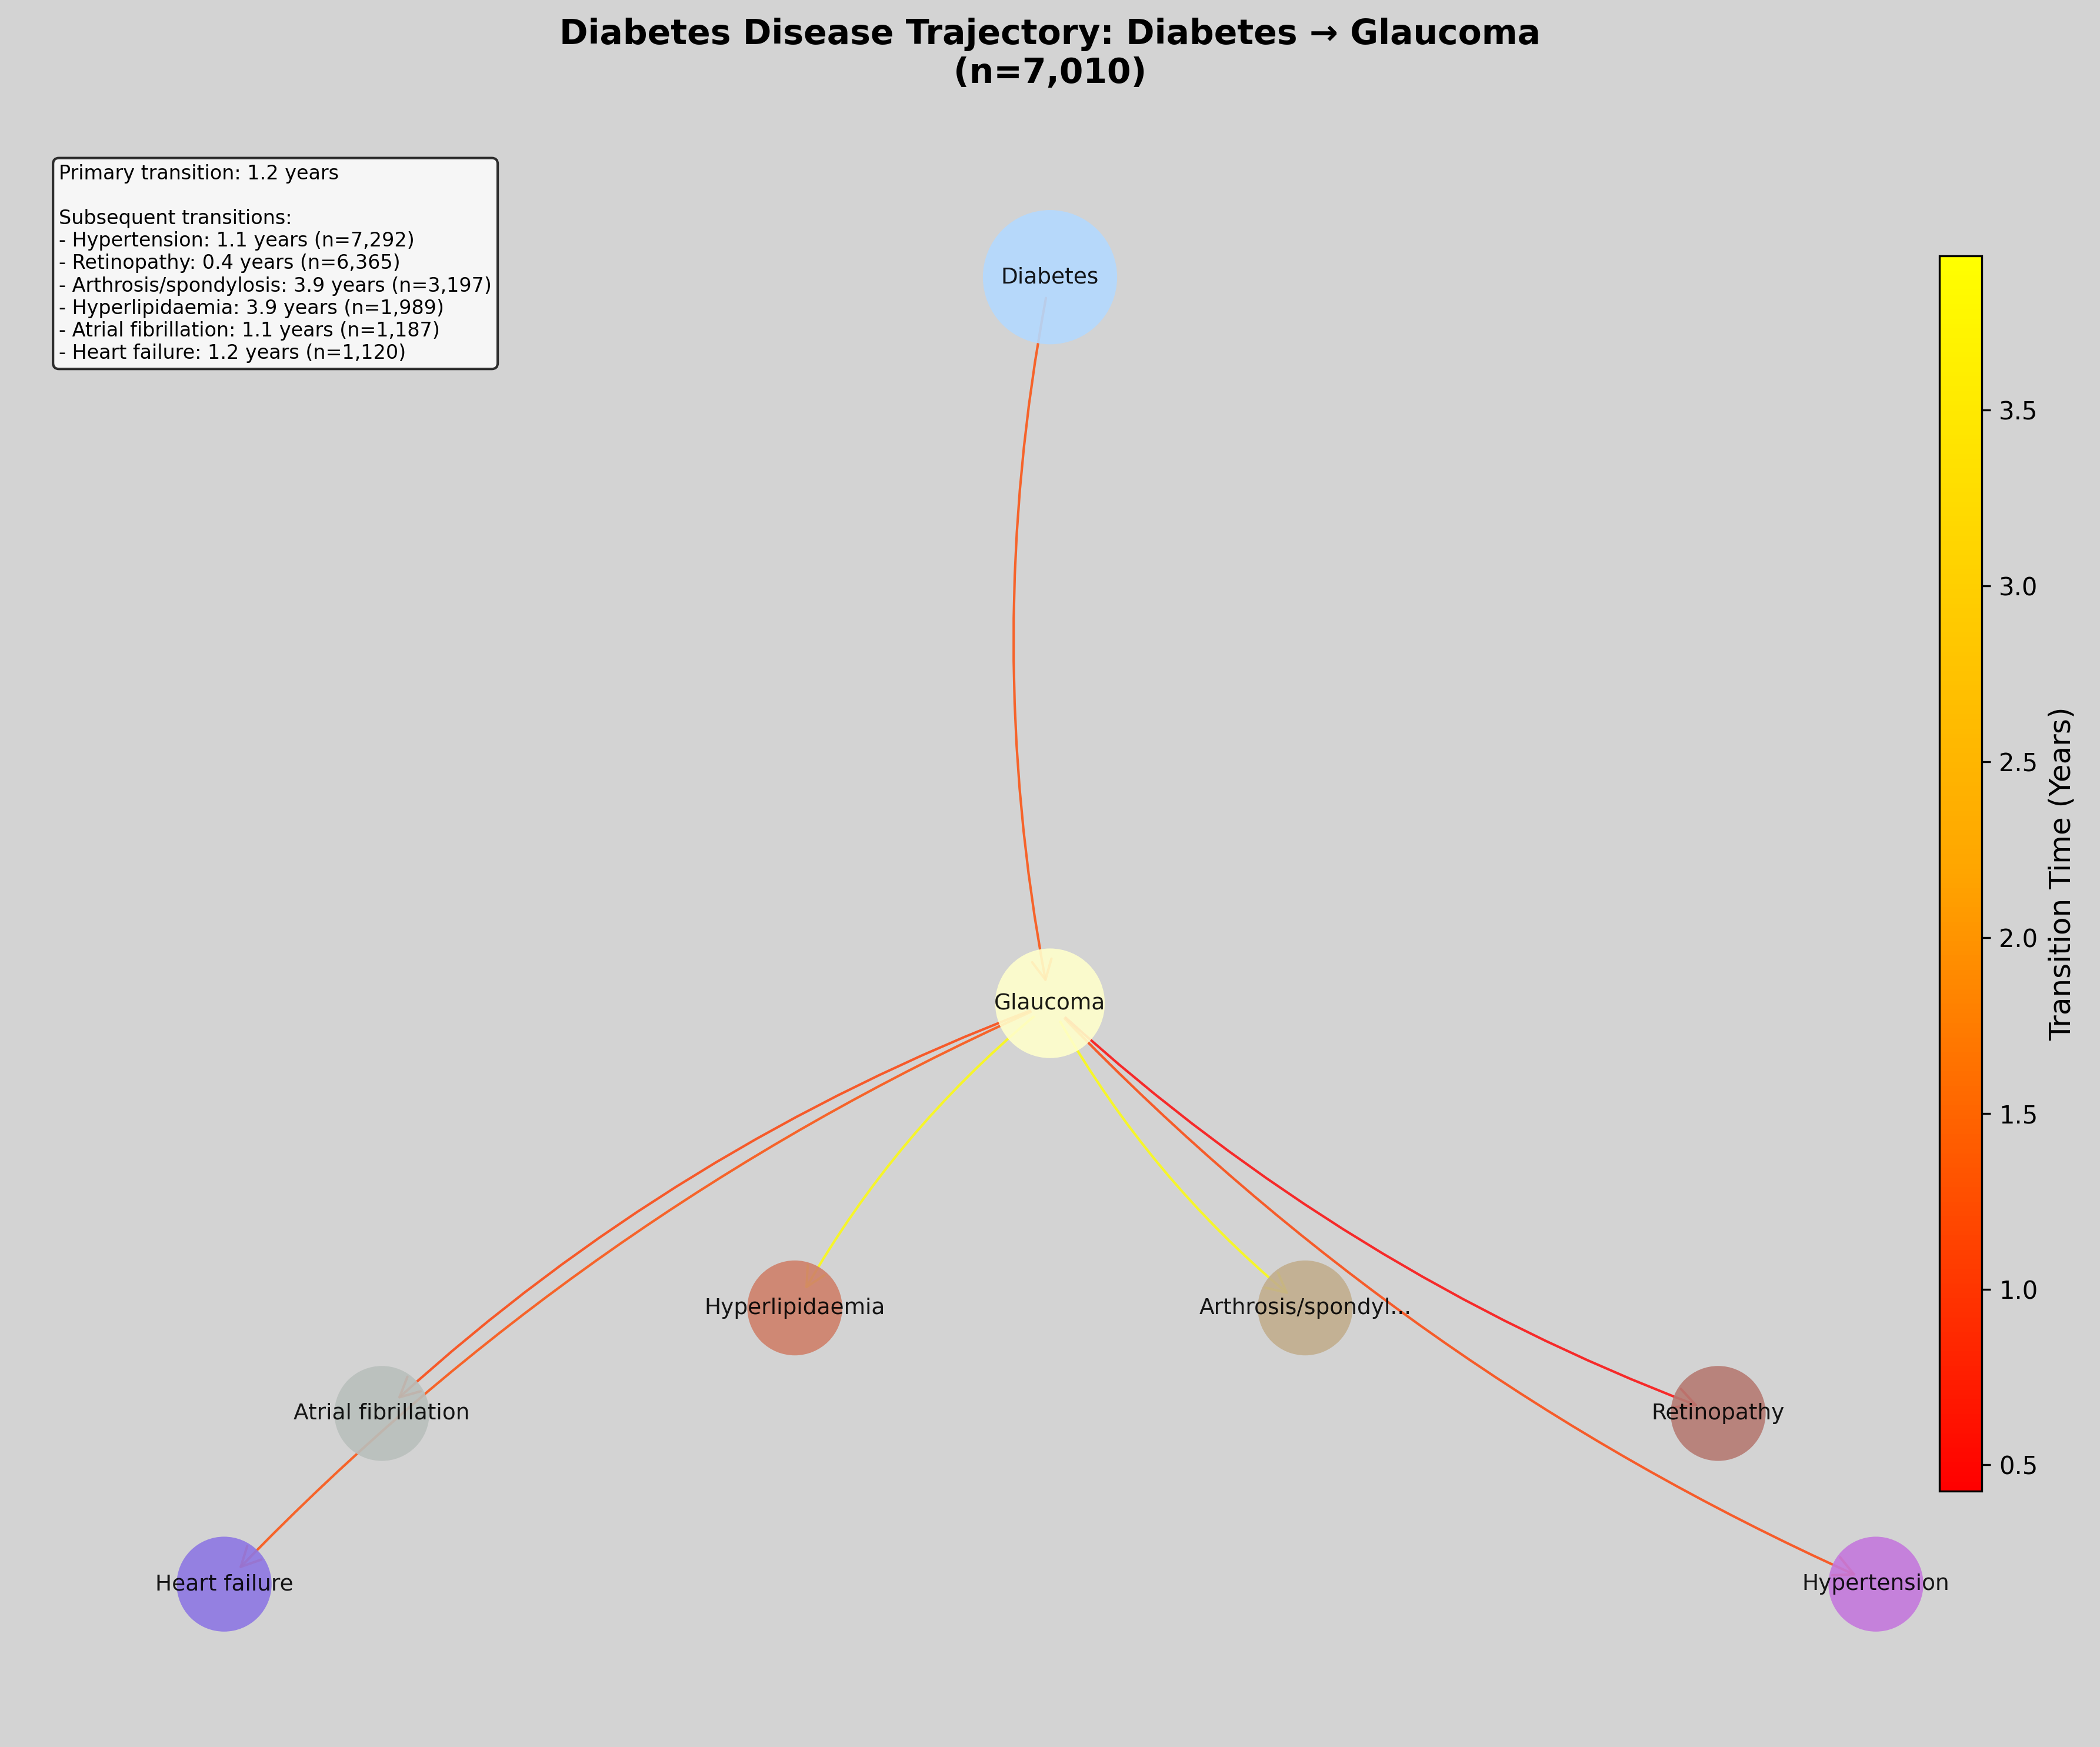 Diabetes Disease Trajectory: Diabetes → Glaucoma
(n=7,010)
Primary transition: 1.2 years
Subsequent transitions:
- Hypertension: 1.1 years (n=7,292)
- Retinopathy: 0.4 years (n=6,365)
- Arthrosis/spondylosis: 3.9 years (n=3,197)
- Hyperlipidaemia: 3.9 years (n=1,989)
- Atrial fibrillation: 1.1 years (n=1,187)
- Heart failure: 1.2 years (n=1,120)
Diabetes
Glaucoma
Hyperlipidaemia
Arthrosis/spondyl...
Atrial fibrillation
Retinopathy
Heart failure
Hypertension
3.5
3.0
2.5
2.0
1.5
1.0
0.5
Transition Time (Years)